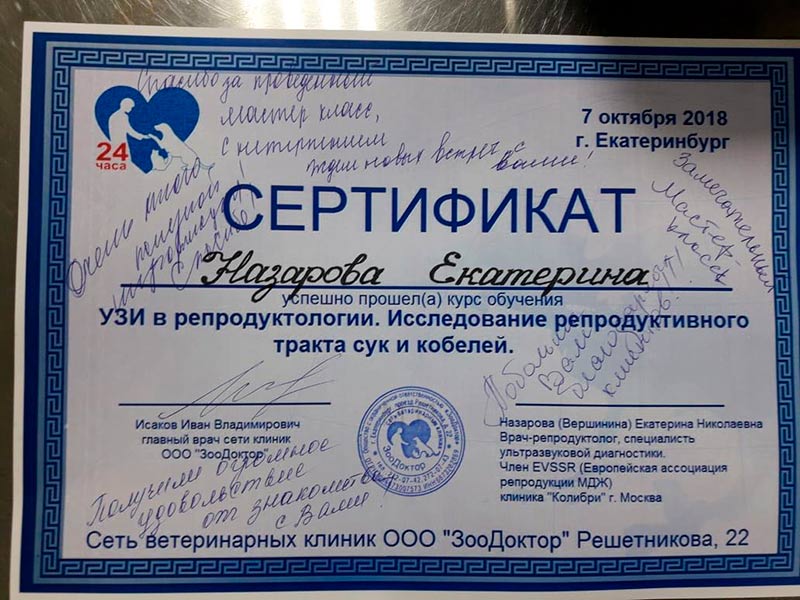 Спасибо за проведенный
мастер класс,
с нетерпением
ждем новых встреч с
вами!
24
часа
7 октября 2018
г. Екатеринбург
Очень много
полезной
информации!
Спасибо!
Замечательный
Мастер-
класс
СЕРТИФИКАТ
Назарова Екатерина
успешно прошел(а) курс обучения
УЗИ в репродуктологии. Исследование репродуктивного
тракта сук и кобелей.
Побольше
Вам
благодарных
клиентов!!!
Исаков Иван Владимирович
главный врач сети клиник
ООО "ЗооДоктор"
ЗооДоктор
Назарова (Вершинина) Екатерина Николаевна
Врач-репродуктолог, специалисть
ультразвуковой диагностики.
Член EVSSR (Европейская ассоциация
репродукции МДЖ)
клиника "Колибри" г. Москва
Получили огромное
удовольствие
от знакомства
с Вами!
Сеть ветеринарных клиник ООО "ЗооДоктор" Решетникова, 22